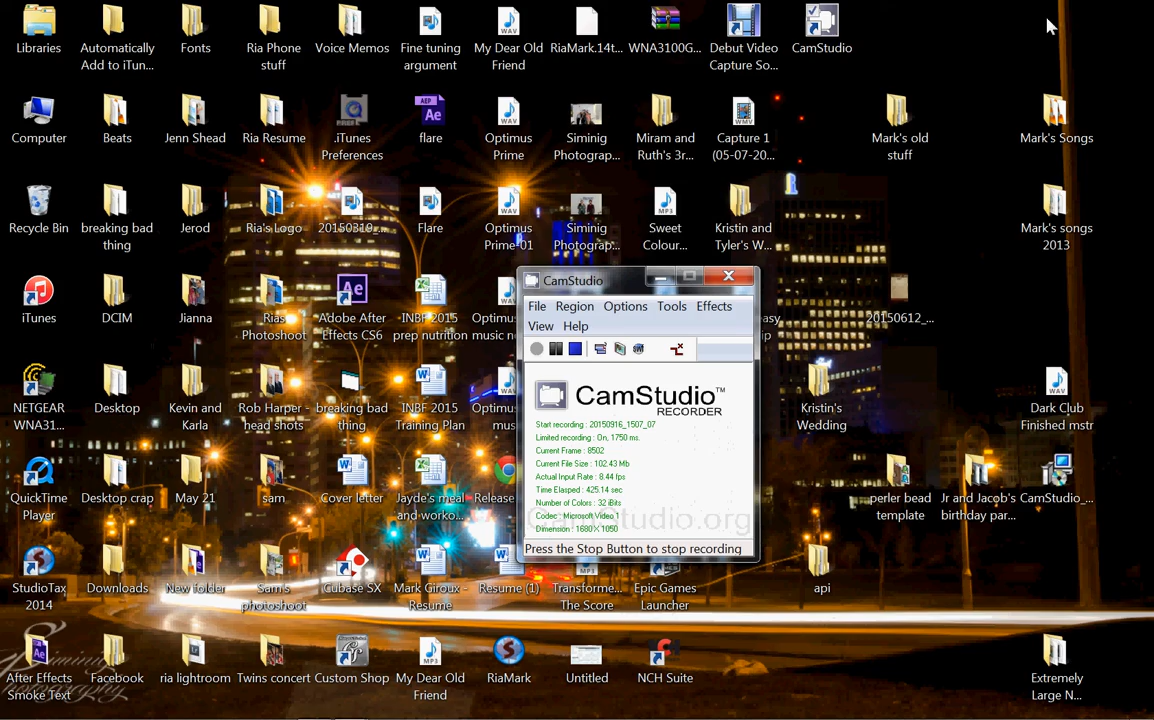 Libraries
Automatically
Add to iTun...
Fonts
Ria Phone
stuff
Voice Memos
Fine tuning
argument
My Dear Old
Friend
RiaMark.14t...
WNA3100G...
Debut Video
Capture So...
CamStudio
Computer
Beats
Jenn Shead
Ria Resume
.iTunes
Preferences
flare
Optimus
Prime
Siminig
Photograp...
Miram and
Ruth's 3r...
Capture 1
(05-07-20...
Mark's old
stuff
Mark's Songs
Recycle Bin
breaking bad
thing
Jerod
Ria's Logo
20150319_...
Flare
Optimus
Prime-01
Siminig
Photograp...
Sweet
Colour...
Kristin and
Tyler's W...
Mark's songs
2013
iTunes
DCIM
Jianna
Rias
Photoshoot
Adobe After
Effects CS6
INBF 2015
prep nutrition
Optimu
music n
easy
20150612_...
CamStudio
File Region Options Tools Effects
View Help
CamStudio™
RECORDER
Start recording : 20150916_1507_07
Limited recording : On, 1750 ms.
Current Frame : 8502
Current File Size : 102.43 Mb
Actual Input Rate : 8.44 fps
Time Elasped : 425.14 sec
Number of Colors : 32 iBits
Codec : Microsoft Video 1
Dimension : 1680 X 1050
CamStudio.org
Press the Stop Button to stop recording
NETGEAR
WNA31...
Desktop
Kevin and
Karla
Rob Harper -
head shots
breaking bad
thing
INBF 2015
Training Plan
Optimu
mus
Kristin's
Wedding
Dark Club
Finished mstr
QuickTime
Player
Desktop crap
May 21
sam
Cover letter
Jayde's meal
and worko...
Release
perler bead
template
Jr and Jacob's
birthday par...
CamStudio_...
StudioTax
2014
Downloads
New folder
Sam's
photoshoot
Cubase SX
Mark Giroux -
Resume
Resume (1)
Transforme...
The Score
Epic Games
Launcher
api
After Effects
Smoke Text
Facebook
ria lightroom
Twins concert
Custom Shop
My Dear Old
Friend
RiaMark
Untitled
NCH Suite
Extremely
Large N...